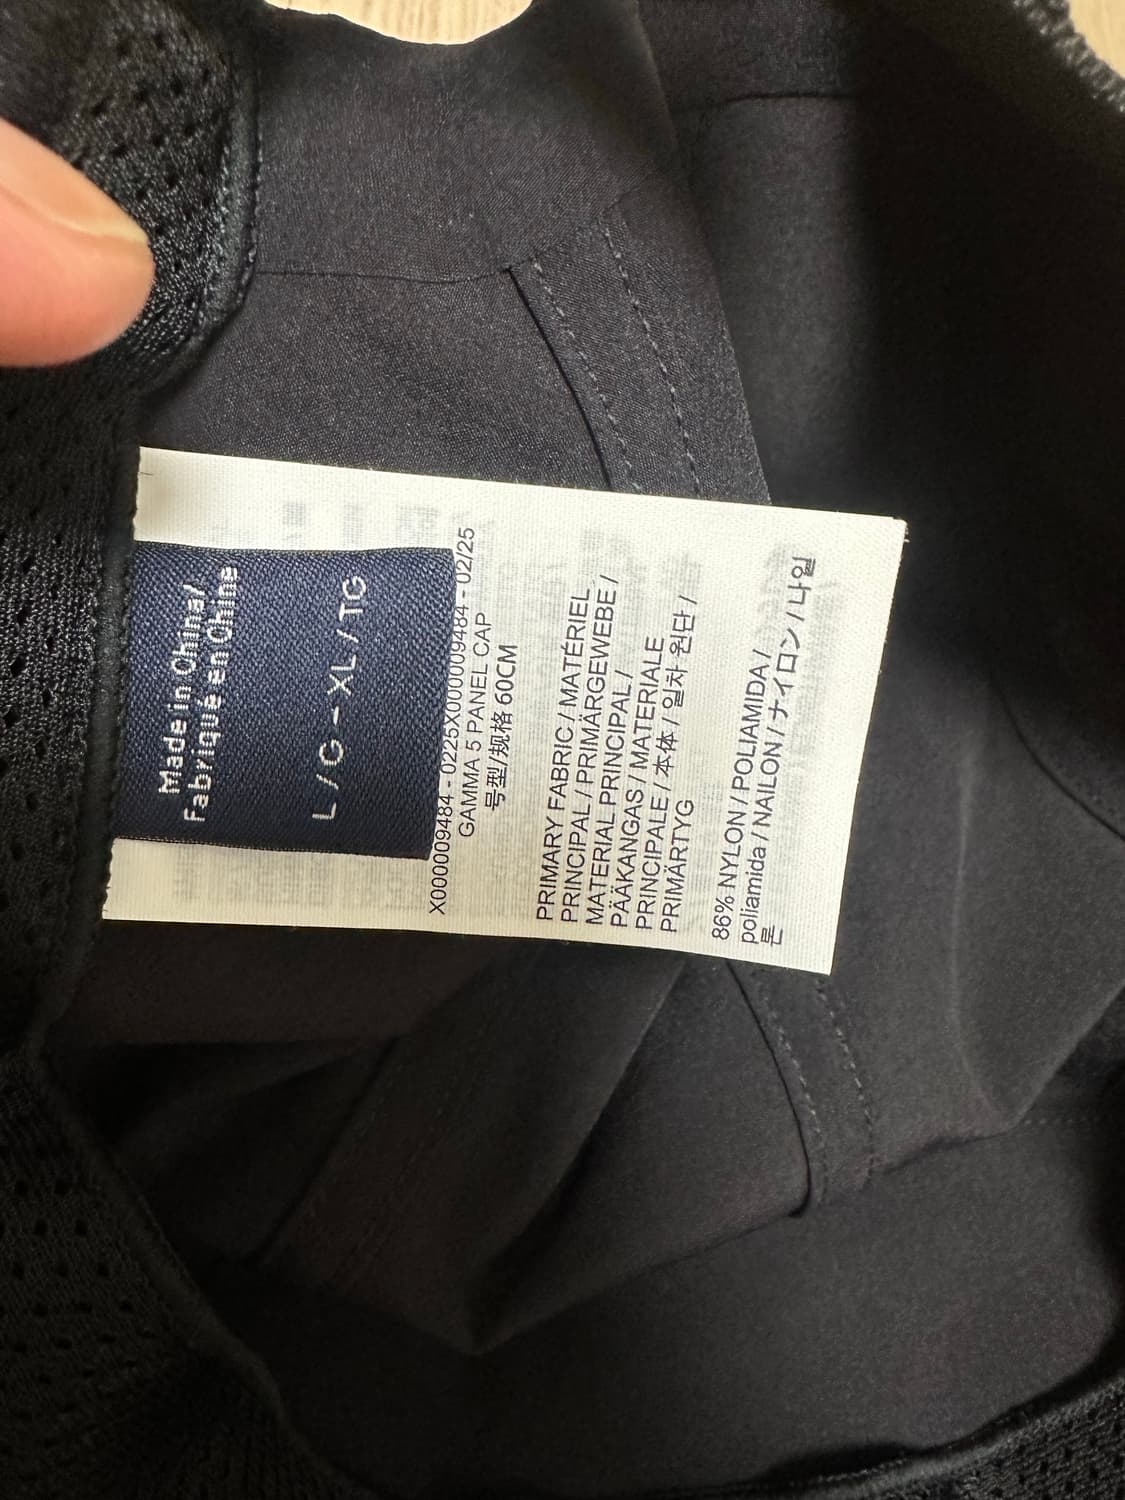 Made in China/
Fabriqué en Chine
L / G – XL / TG
X000009484 - 0225X000009484 - 02/25
GAMMA 5 PANEL CAP
号型/规格 60CM
PRIMARY FABRIC / MATÉRIEL
PRINCIPAL / PRIMÄRGEWEBE /
MATERIAL PRINCIPAL /
PÄÄKANGAS / MATERIALE
PRINCIPALE / 本体 / 일차 원단 /
PRIMÄRTYG
86% NYLON / POLIAMIDA /
poliamida / NAILON / ナイロン / 나일
론